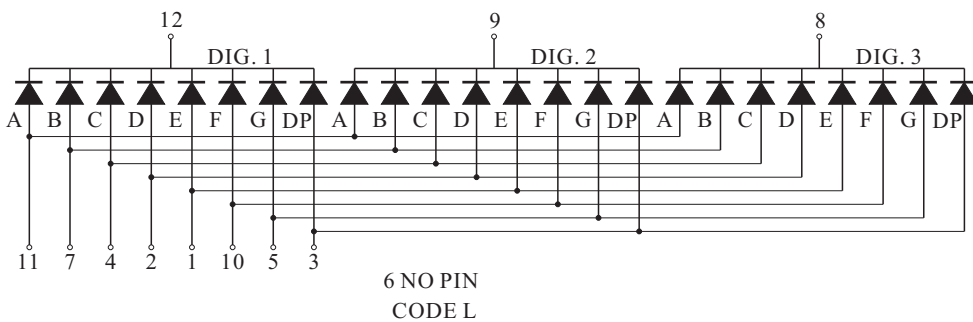 12 9 8
DIG. 1 DIG. 2 DIG. 3
A B C D E F G DP A B C D E F G DP A B C D E F G DP
11 7 4 2 1 10 5 3
6 NO PIN
CODE L